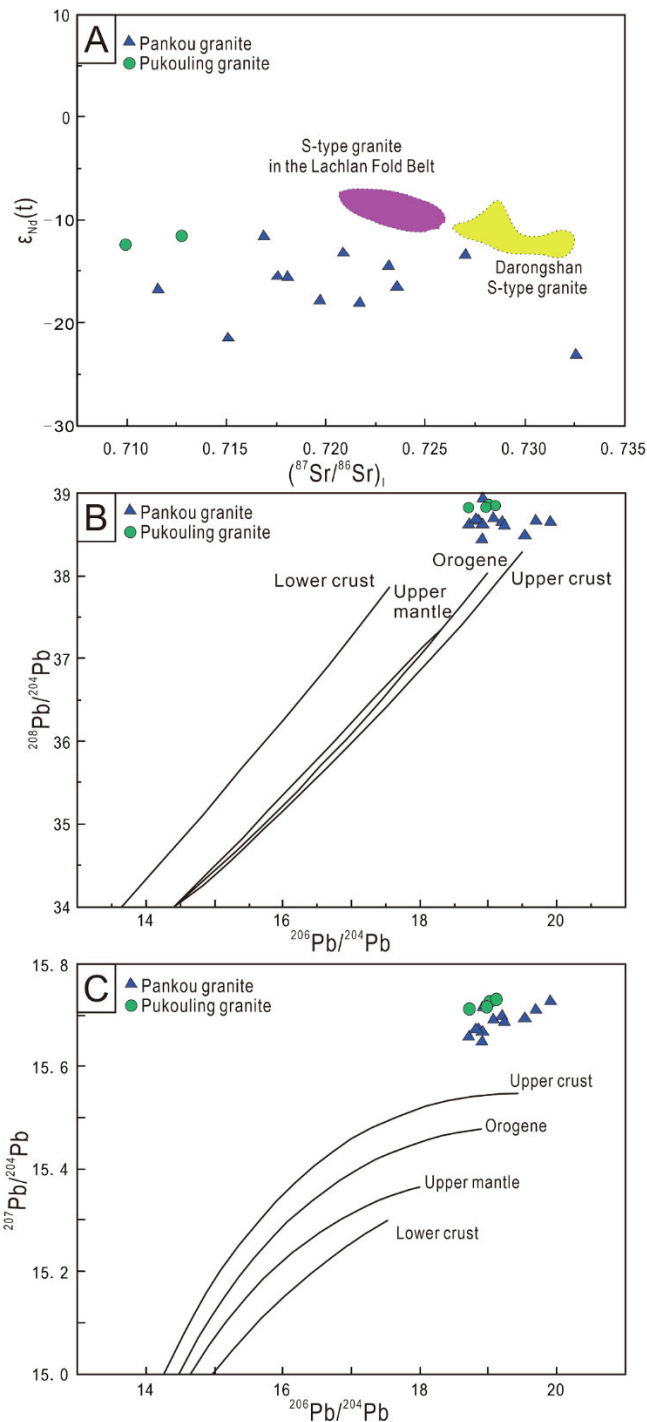 A
Pankou granite
Pukouling granite
10
0
-10
-20
-30
εNd(t)
S-type granite
in the Lachlan Fold Belt
Darongshan
S-type granite
0.710
0.715
0.720
0.725
0.730
0.735
(⁸⁷Sr/⁸⁶Sr)I
B
Pankou granite
Pukouling granite
39
38
37
36
35
34
²⁰⁸Pb/²⁰⁴Pb
Lower crust
Upper
mantle
Orogene
Upper crust
14
16
18
20
²⁰⁶Pb/²⁰⁴Pb
C
Pankou granite
Pukouling granite
15.8
15.6
15.4
15.2
15.0
²⁰⁷Pb/²⁰⁴Pb
Upper crust
Orogene
Upper mantle
Lower crust
14
16
18
20
²⁰⁶Pb/²⁰⁴Pb